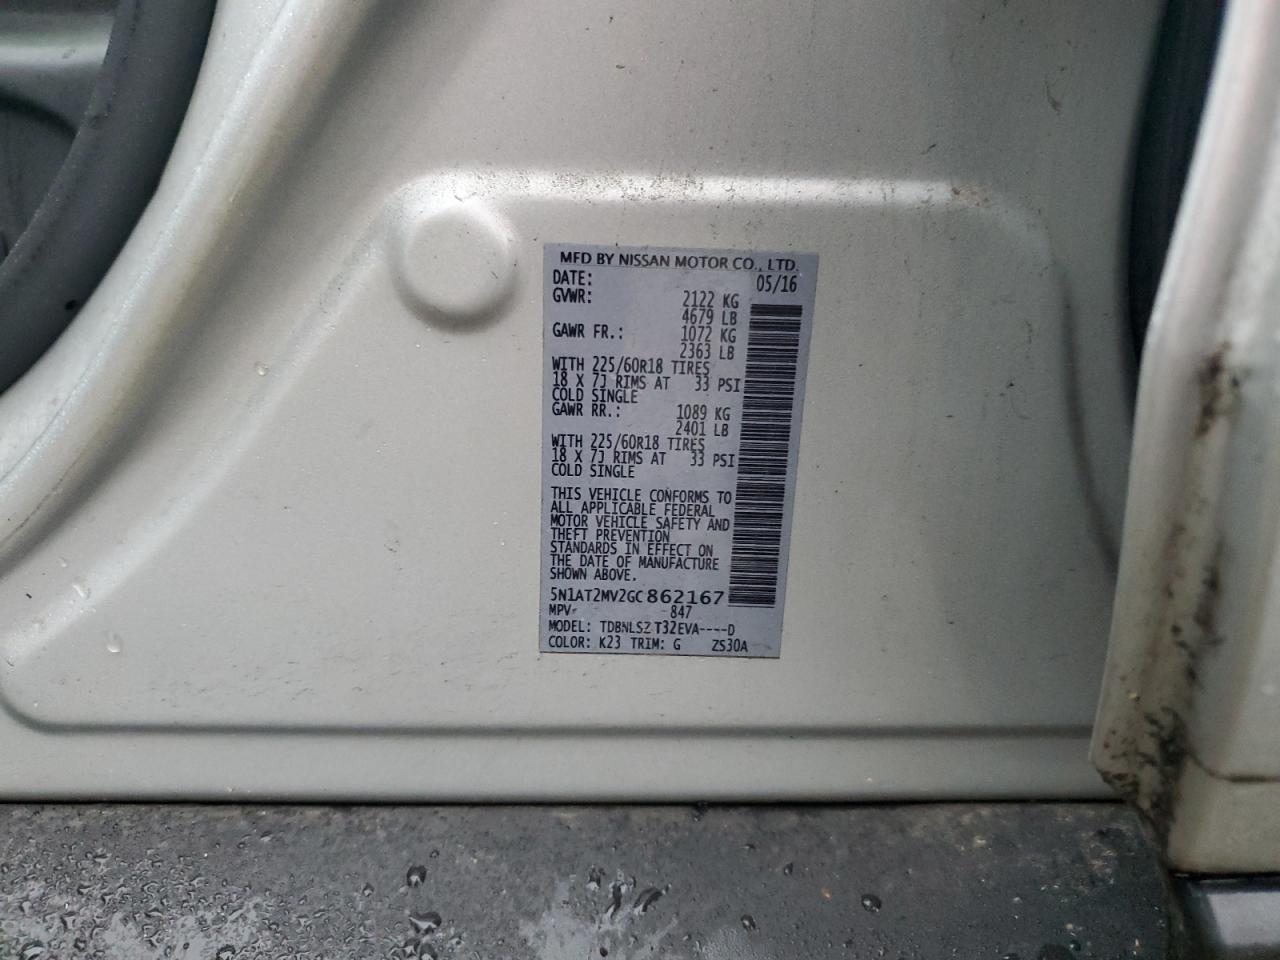 MFD BY NISSAN MOTOR CO., LTD.
DATE: 05/16
GVWR: 2122 KG
4679 LB
GAWR FR.: 1072 KG
2363 LB
WITH 225/60R18 TIRES
18 X 7J RIMS AT 33 PSI
COLD SINGLE
GAWR RR.: 1089 KG
2401 LB
WITH 225/60R18 TIRES
18 X 7J RIMS AT 33 PSI
COLD SINGLE
THIS VEHICLE CONFORMS TO
ALL APPLICABLE FEDERAL
MOTOR VEHICLE SAFETY AND
THEFT PREVENTION
STANDARDS IN EFFECT ON
THE DATE OF MANUFACTURE
SHOWN ABOVE.
5N1AT2MV2GC862167
MPV 847
MODEL: TDBNLSZ T32EVA----D
COLOR: K23 TRIM: G ZS30A